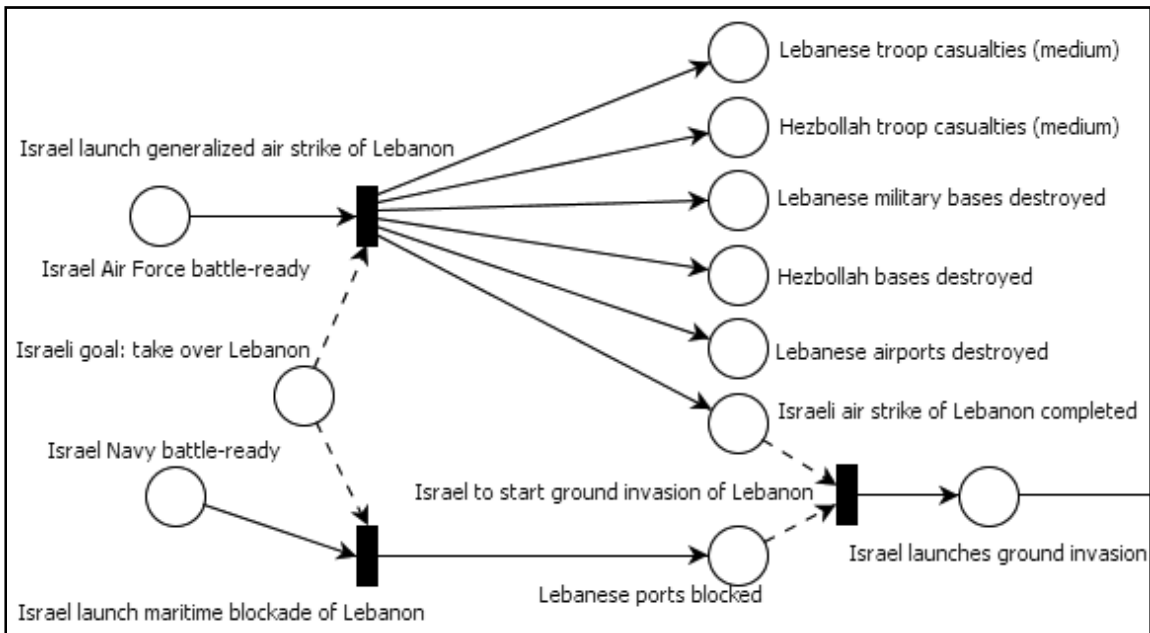 Lebanese troop casualties (medium)
Hezbollah troop casualties (medium)
Israel launch generalized air strike of Lebanon
Lebanese military bases destroyed
Israel Air Force battle-ready
Hezbollah bases destroyed
Israeli goal: take over Lebanon
Lebanese airports destroyed
Israeli air strike of Lebanon completed
Israel Navy battle-ready
Israel to start ground invasion of Lebanon
Israel launches ground invasion
Lebanese ports blocked
Israel launch maritime blockade of Lebanon